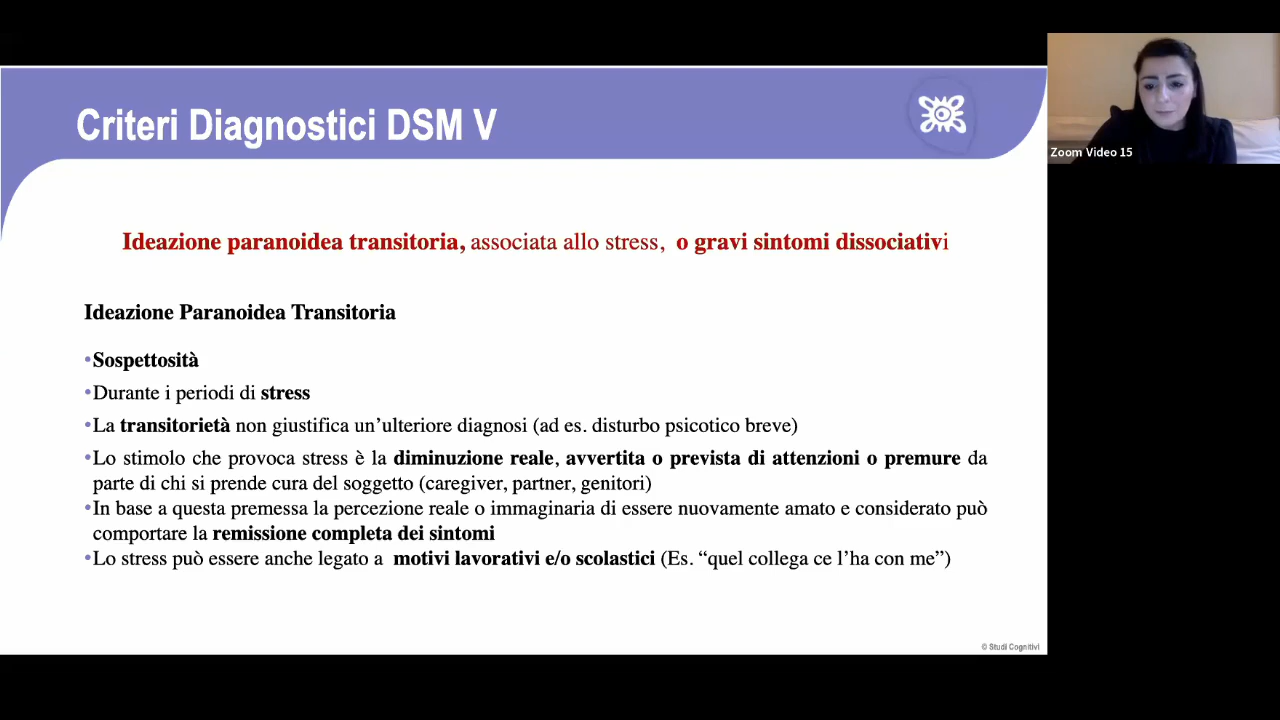 Criteri Diagnostici DSM V
Zoom Video 15
Ideazione paranoidea transitoria, associata allo stress, o gravi sintomi dissociativi
Ideazione Paranoidea Transitoria
•Sospettosità
•Durante i periodi di stress
•La transitorietà non giustifica un’ulteriore diagnosi (ad es. disturbo psicotico breve)
•Lo stimolo che provoca stress è la diminuzione reale, avvertita o prevista di attenzioni o premure da
parte di chi si prende cura del soggetto (caregiver, partner, genitori)
•In base a questa premessa la percezione reale o immaginaria di essere nuovamente amato e considerato può
comportare la remissione completa dei sintomi
•Lo stress può essere anche legato a motivi lavorativi e/o scolastici (Es. “quel collega ce l’ha con me”)
© Studi Cognitivi